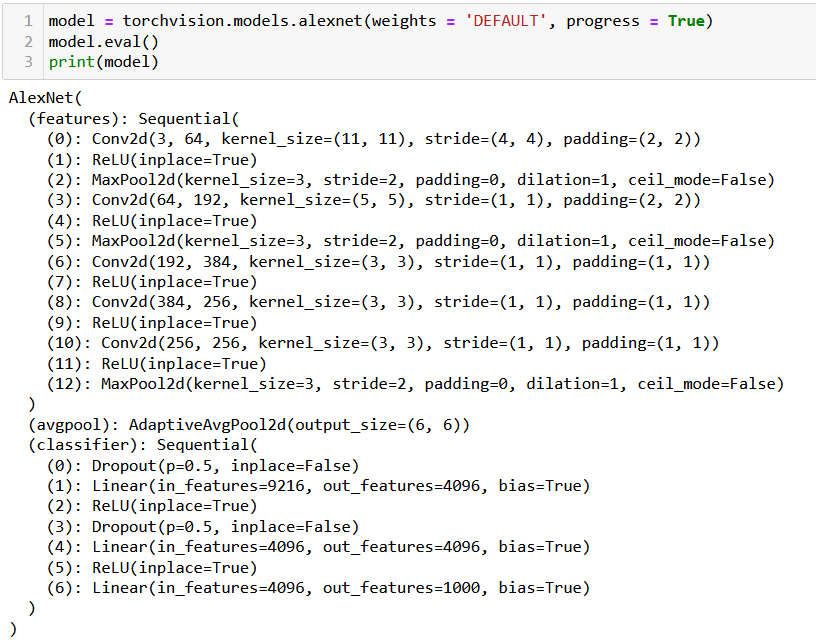 1 model = torchvision.models.alexnet(weights = 'DEFAULT', progress = True)
2 model.eval()
3 print(model)
AlexNet(
  (features): Sequential(
    (0): Conv2d(3, 64, kernel_size=(11, 11), stride=(4, 4), padding=(2, 2))
    (1): ReLU(inplace=True)
    (2): MaxPool2d(kernel_size=3, stride=2, padding=0, dilation=1, ceil_mode=False)
    (3): Conv2d(64, 192, kernel_size=(5, 5), stride=(1, 1), padding=(2, 2))
    (4): ReLU(inplace=True)
    (5): MaxPool2d(kernel_size=3, stride=2, padding=0, dilation=1, ceil_mode=False)
    (6): Conv2d(192, 384, kernel_size=(3, 3), stride=(1, 1), padding=(1, 1))
    (7): ReLU(inplace=True)
    (8): Conv2d(384, 256, kernel_size=(3, 3), stride=(1, 1), padding=(1, 1))
    (9): ReLU(inplace=True)
    (10): Conv2d(256, 256, kernel_size=(3, 3), stride=(1, 1), padding=(1, 1))
    (11): ReLU(inplace=True)
    (12): MaxPool2d(kernel_size=3, stride=2, padding=0, dilation=1, ceil_mode=False)
  )
  (avgpool): AdaptiveAvgPool2d(output_size=(6, 6))
  (classifier): Sequential(
    (0): Dropout(p=0.5, inplace=False)
    (1): Linear(in_features=9216, out_features=4096, bias=True)
    (2): ReLU(inplace=True)
    (3): Dropout(p=0.5, inplace=False)
    (4): Linear(in_features=4096, out_features=4096, bias=True)
    (5): ReLU(inplace=True)
    (6): Linear(in_features=4096, out_features=1000, bias=True)
  )
)